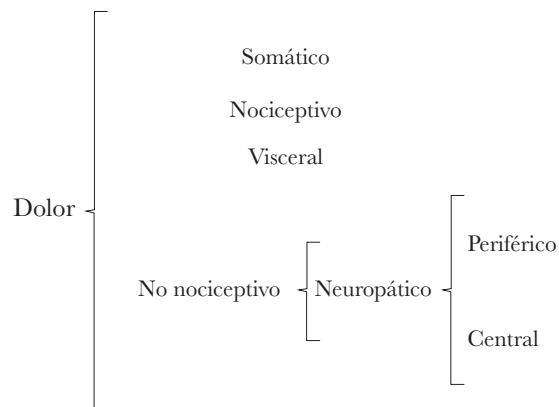 Somático
Nociceptivo
Visceral
Dolor
Periférico
No nociceptivo
Neuropático
Central